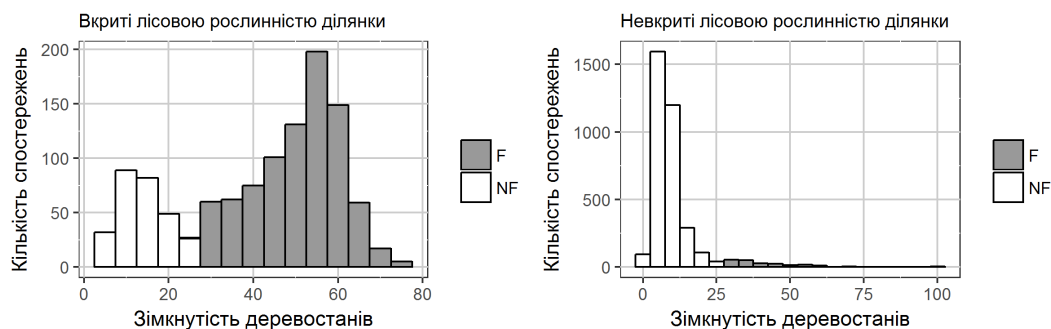 Вкриті лісовою рослинністю ділянки
Кількість спостережень
200
150
100
50
0
0 20 40 60 80
Зімкнутість деревостанів
F
NF
Невкриті лісовою рослинністю ділянки
Кількість спостережень
1500
1000
500
0
0 25 50 75 100
Зімкнутість деревостанів
F
NF